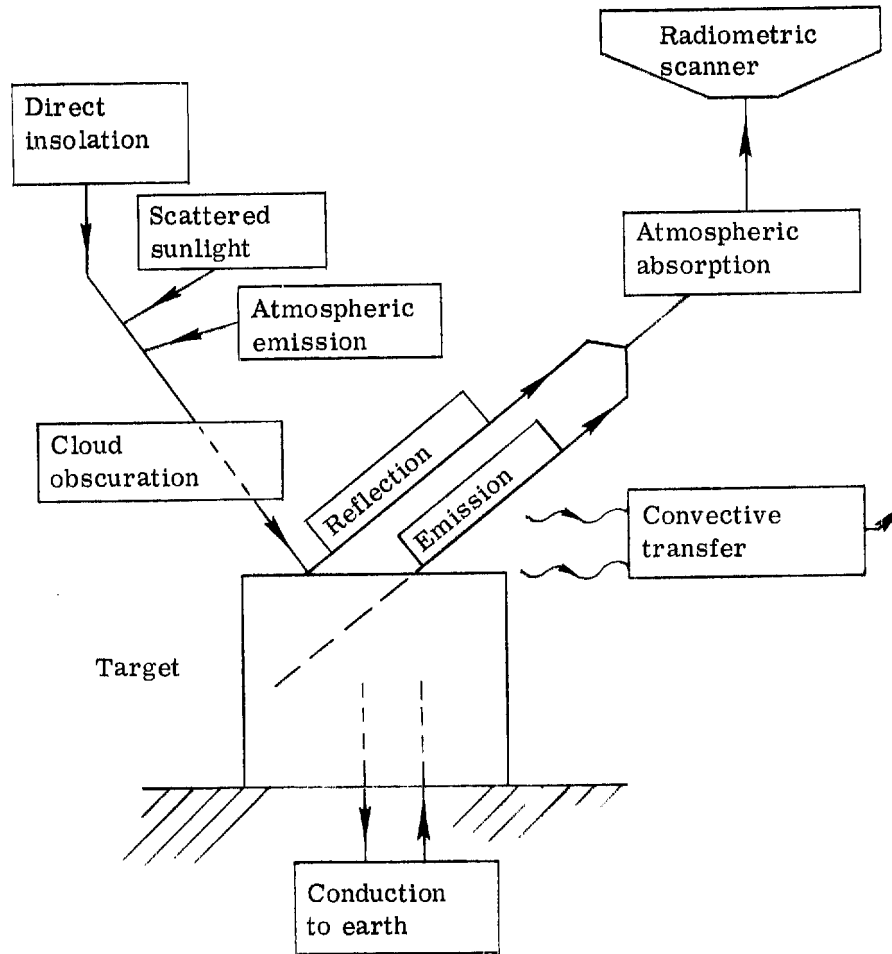 Radiometric
scanner
Direct
insolation
Scattered
sunlight
Atmospheric
absorption
Atmospheric
emission
Cloud
obscuration
Reflection
Emission
Convective
transfer
Target
Conduction
to earth